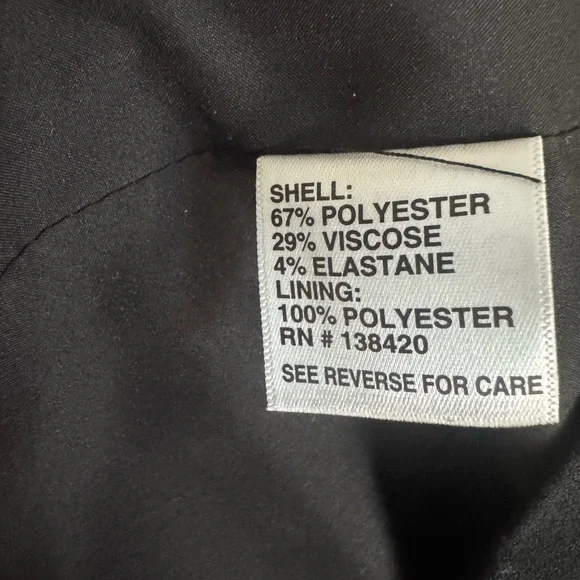 SHELL:
67% POLYESTER
29% VISCOSE
4% ELASTANE
LINING:
100% POLYESTER
RN # 138420
SEE REVERSE FOR CARE